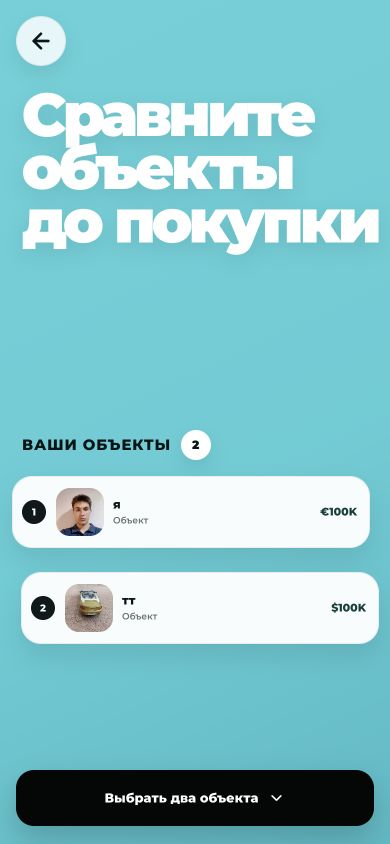 Сравните
объекты
до покупки
ВАШИ ОБЪЕКТЫ 2
1 я €100K
Объект
2 тт $100K
Объект
Выбрать два объекта